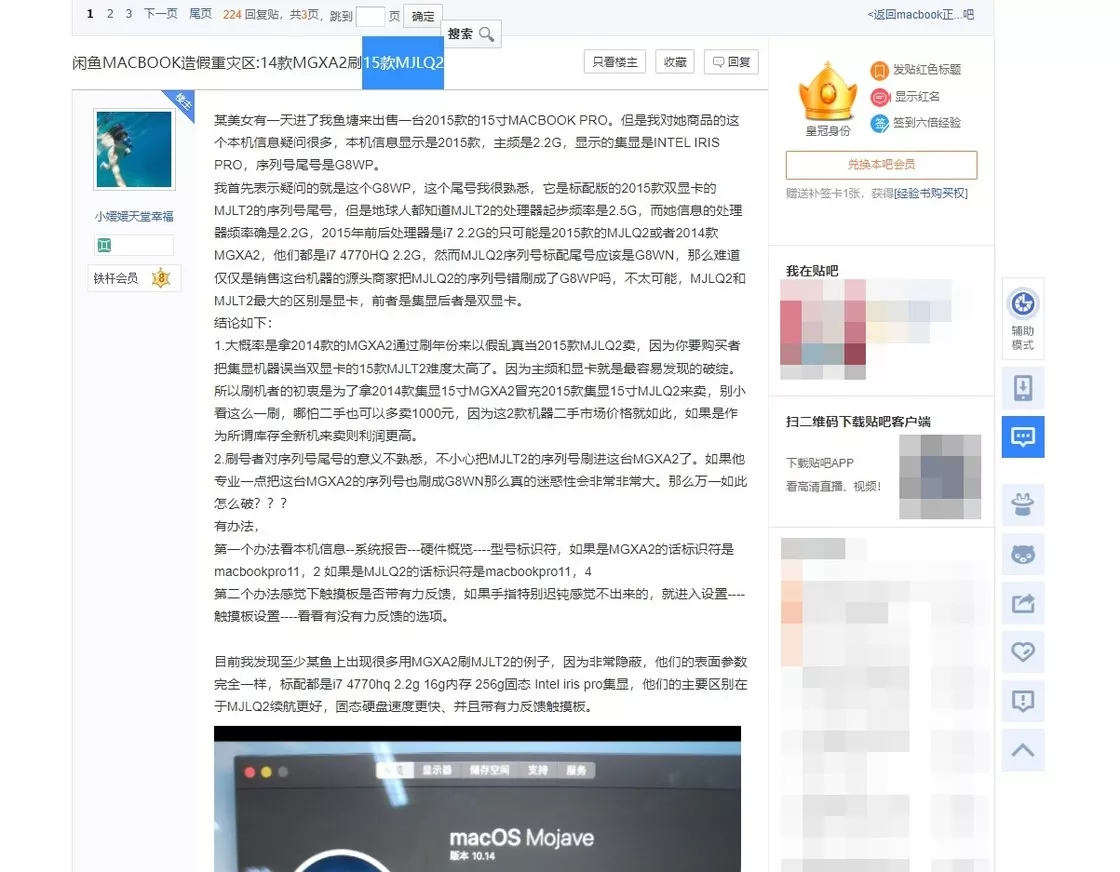 1 2 3 下一页 尾页 224 回复贴，共3页，跳到 页 确定
<返回macbook正...吧
搜索
闲鱼MACBOOK造假重灾区:14款MGXA2刷15款MJLQ2
只看楼主 收藏 回复
楼主
小媛媛天堂幸福
铁杆会员 8
某美女有一天进了我鱼塘来出售一台2015款的15寸MACBOOK PRO。但是我对她商品的这
个本机信息疑问很多，本机信息显示是2015款，主频是2.2G，显示的集显是INTEL IRIS
PRO，序列号尾号是G8WP。
我首先表示疑问的就是这个G8WP，这个尾号我很熟悉，它是标配版的2015款双显卡的
MJLT2的序列号尾号，但是地球人都知道MJLT2的处理器起步频率是2.5G，而她信息的处理
器频率确是2.2G，2015年前后处理器是i7 2.2G的只可能是2015款的MJLQ2或者2014款
MGXA2，他们都是i7 4770HQ 2.2G，然而MJLQ2序列号标配尾号应该是G8WN，那么难道
仅仅是销售这台机器的源头商家把MJLQ2的序列号错刷成了G8WP吗，不太可能，MJLQ2和
MJLT2最大的区别是显卡，前者是集显后者是双显卡。
结论如下：
1.大概率是拿2014款的MGXA2通过刷年份来以假乱真当2015款MJLQ2卖，因为你要购买者
把集显机器误当双显卡的15款MJLT2难度太高了。因为主频和显卡就是最容易发现的破绽。
所以刷机者的初衷是为了拿2014款集显15寸MGXA2冒充2015款集显15寸MJLQ2来卖，别小
看这么一刷，哪怕二手也可以多卖1000元，因为这2款机器二手市场价格就如此，如果是作
为所谓库存全新机来卖则利润更高。
2.刷号者对序列号尾号的意义不熟悉，不小心把MJLT2的序列号刷进这台MGXA2了。如果他
专业一点把这台MGXA2的序列号也刷成G8WN那么真的迷惑性会非常非常大。那么万一如此
怎么破？？？
有办法，
第一个办法看本机信息--系统报告---硬件概览----型号标识符，如果是MGXA2的话标识符是
macbookpro11，2 如果是MJLQ2的话标识符是macbookpro11，4
第二个办法感觉下触摸板是否带有力反馈，如果手指特别迟钝感觉不出来的，就进入设置----
触摸板设置----看看有没有力反馈的选项。
目前我发现至少某鱼上出现很多用MGXA2刷MJLT2的例子，因为非常隐蔽，他们的表面参数
完全一样，标配都是i7 4770hq 2.2g 16g内存 256g固态 Intel iris pro集显，他们的主要区别在
于MJLQ2续航更好，固态硬盘速度更快、并且带有力反馈触摸板。
显示器 储存空间 支持 服务
macOS Mojave
版本 10.14
皇冠身份
发贴红色标题
显示红名
签 签到六倍经验
兑换本吧会员
赠送补签卡1张，获得[经验书购买权]
我在贴吧
扫二维码下载贴吧客户端
下载贴吧APP
看高清直播、视频！
辅助
模式